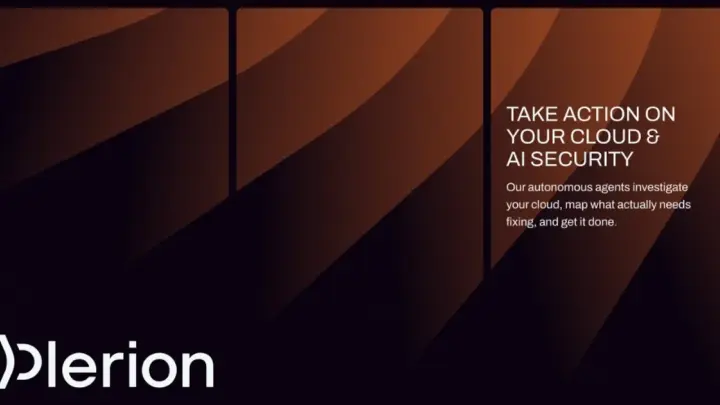 TAKE ACTION ON
YOUR CLOUD &
AI SECURITY
Our autonomous agents investigate
your cloud, map what actually needs
fixing, and get it done.
Plerion